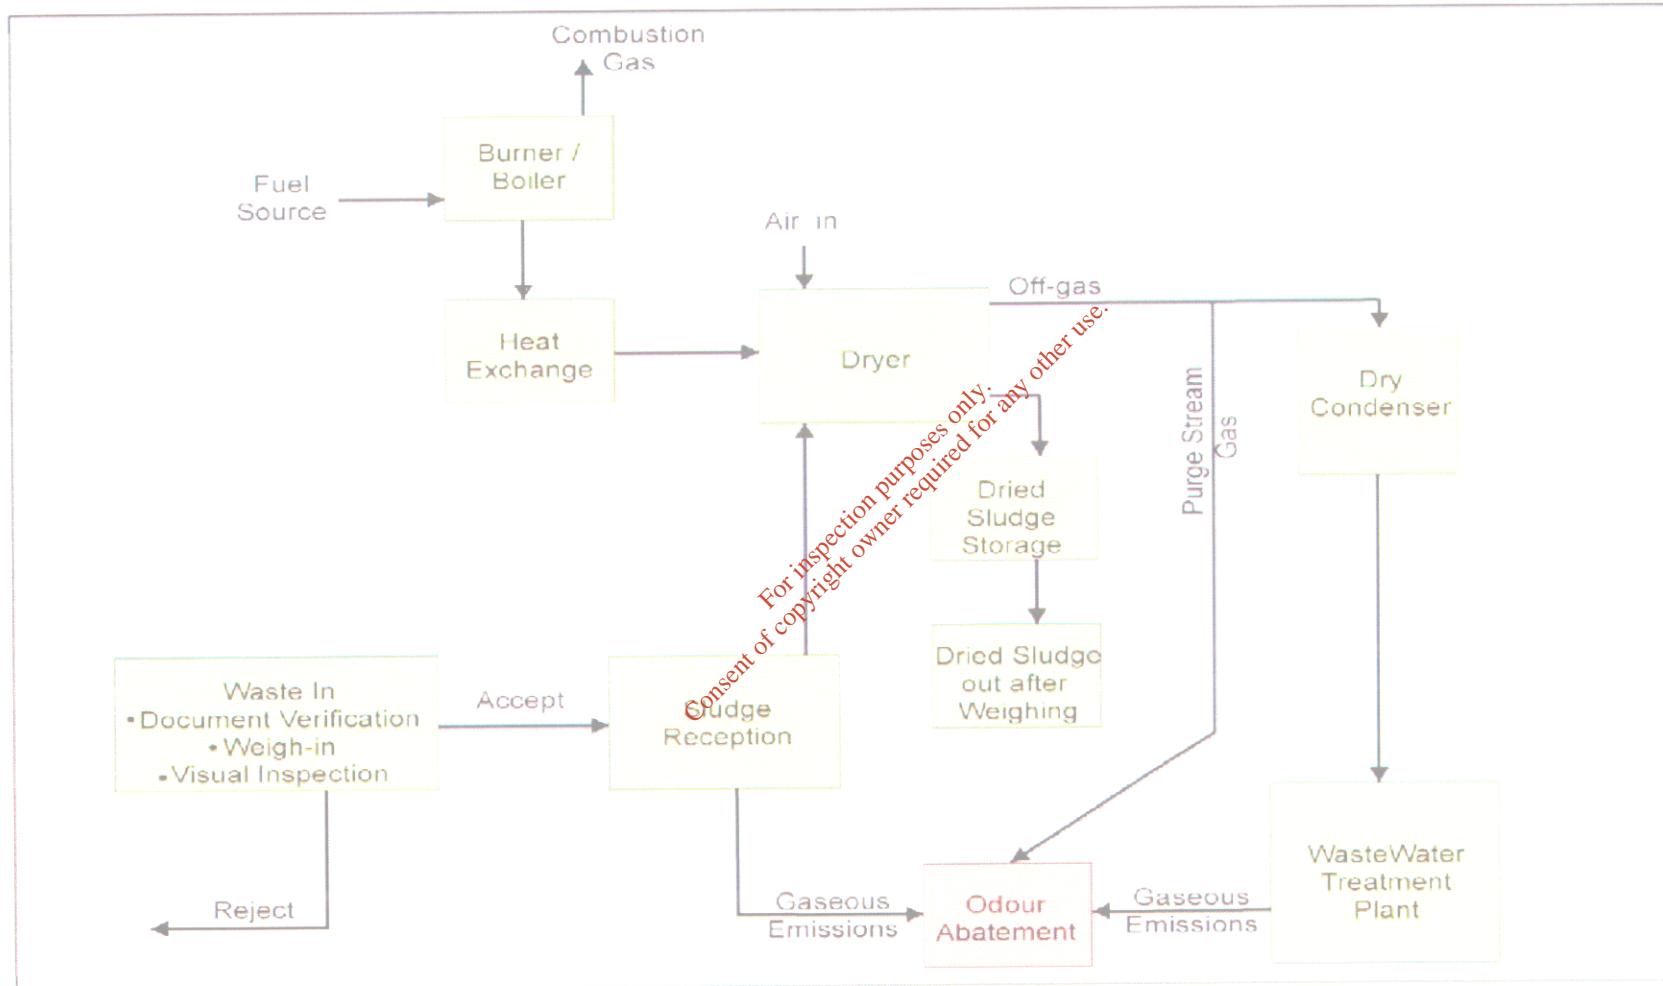 Combustion
Gas
Burner /
Boiler
Fuel
Source
Air in
Heat
Exchange
Dryer
Off-gas
Purge Stream
Gas
Dry
Condenser
Dried
Sludge
Storage
Dried Sludge
out after
Weighing
For inspection purposes only.
Consent of copyright owner required for any other use.
Waste In
•Document Verification
•Weigh-in
•Visual Inspection
Accept
Sludge
Reception
Reject
Gaseous
Emissions
Odour
Abatement
Gaseous
Emissions
WasteWater
Treatment
Plant